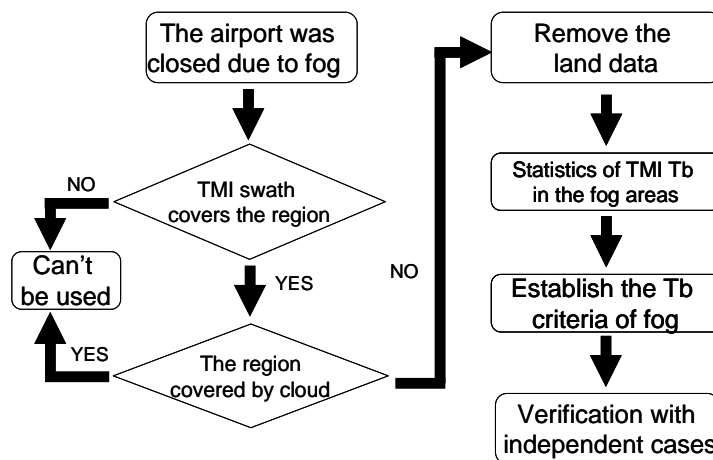 The airport was
closed due to fog
NO
TMI swath
covers the region
Can't
be used
YES
YES
The region
covered by cloud
NO
Remove the
land data
Statistics of TMI Tb
in the fog areas
Establish the Tb
criteria of fog
Verification with
independent cases